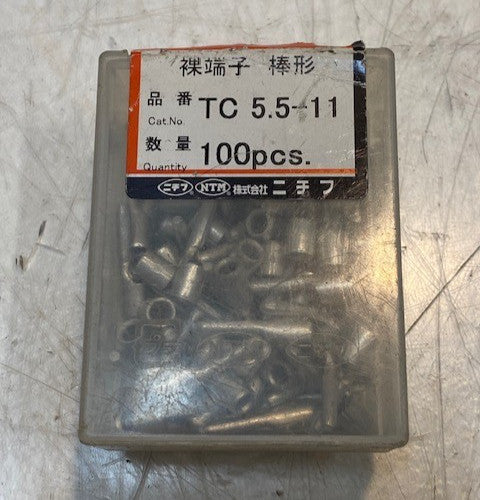 裸端子 棒形
品番 TC 5.5-11
Cat.No.
数量 100pcs.
Quantity
ニチフ NTM 株式会社 ニチフ